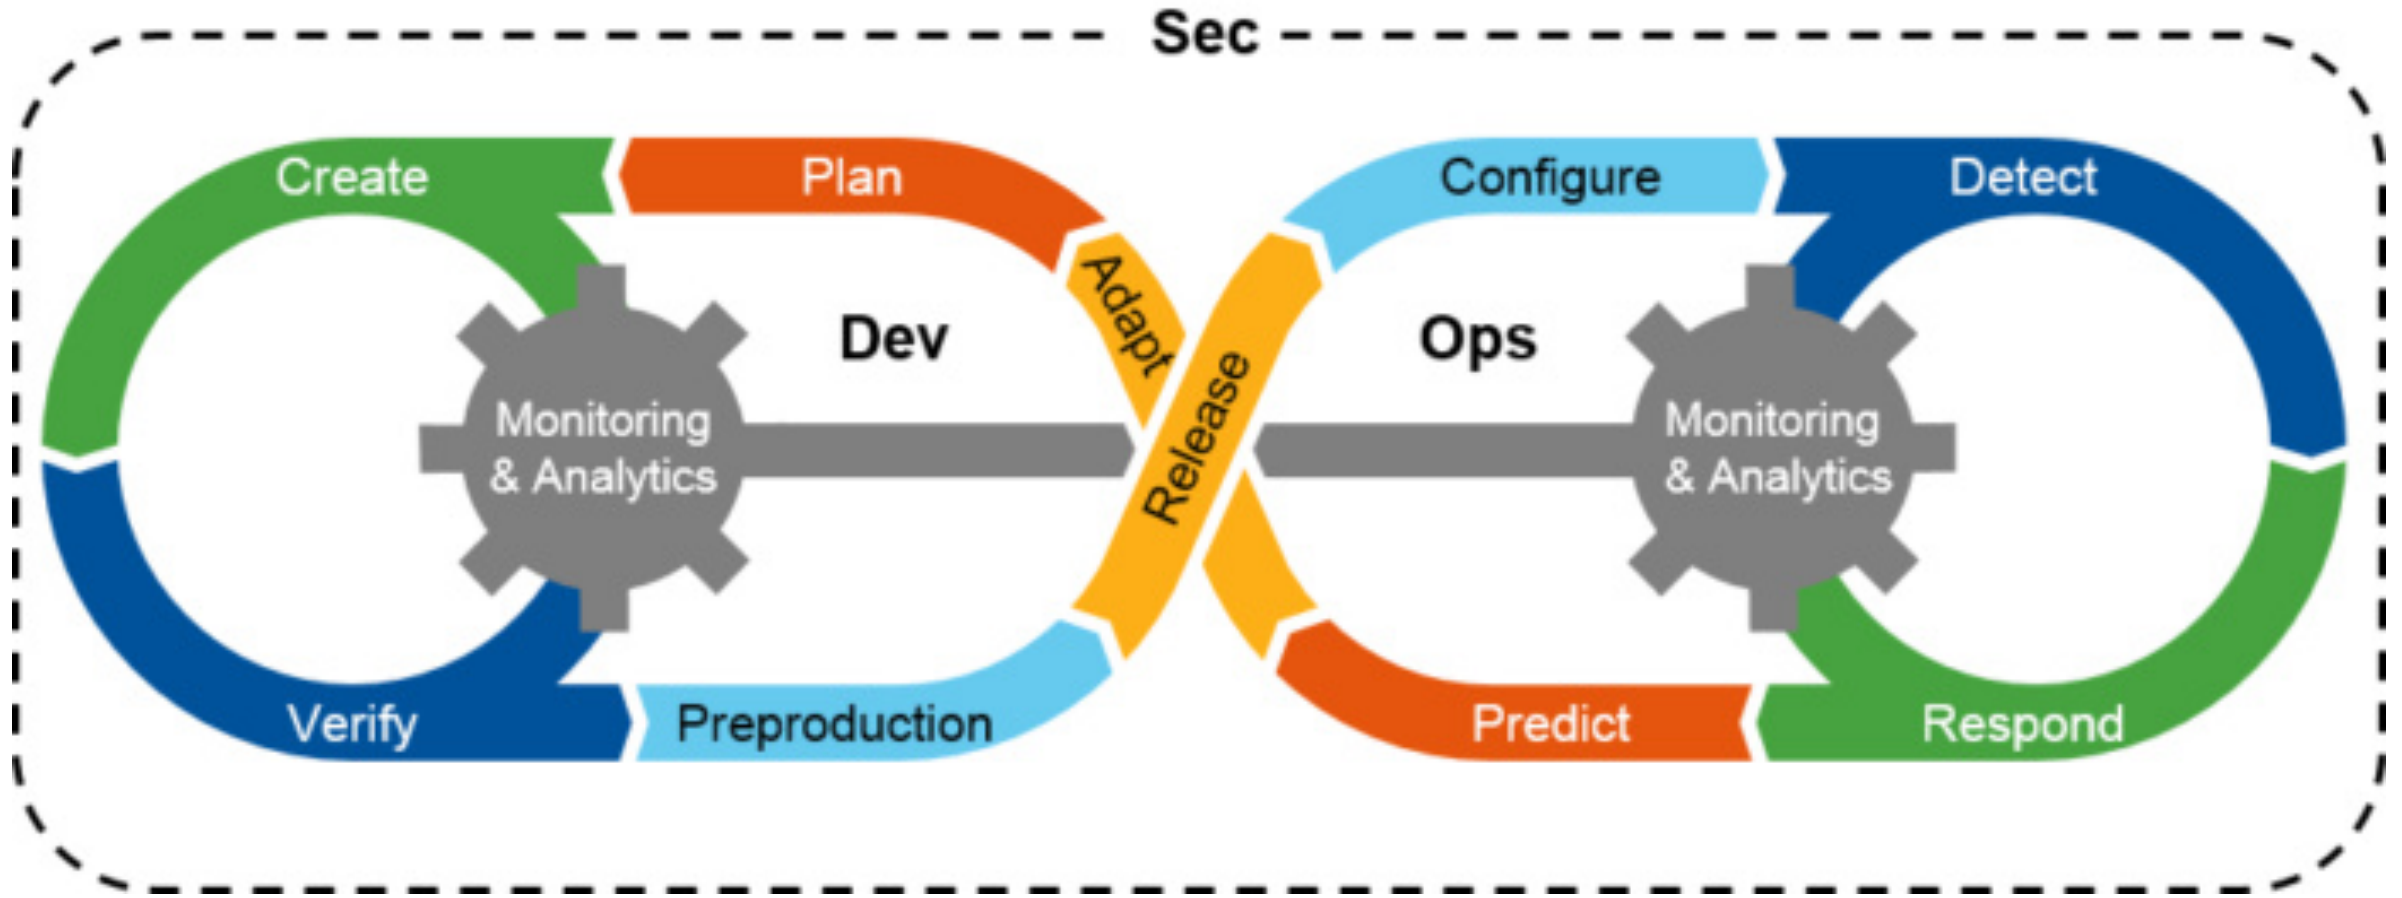 Sec
Create
Plan
Configure
Detect
Adapt
Dev
Ops
Release
Monitoring
& Analytics
Monitoring
& Analytics
Verify
Preproduction
Predict
Respond